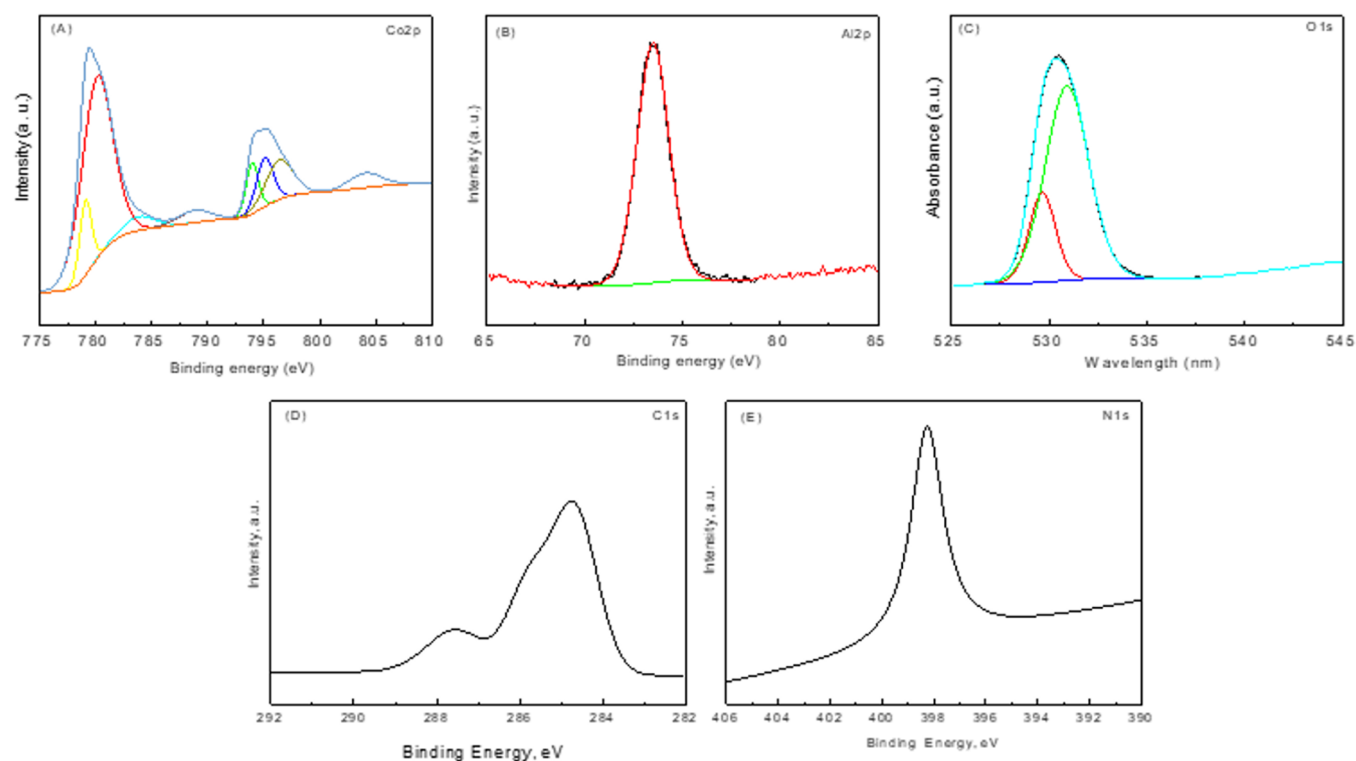 (A)
Co2p
Intensity (a. u.)
775 780 785 790 795 800 805 810
Binding energy (eV)
(B)
Al2p
Intensity (a. u.)
65 70 75 80 85
Binding energy (eV)
(C)
O1s
Absorbance (a.u.)
525 530 535 540 545
Wavelength (nm)
(D)
C1s
Intensity, a.u.
292 290 288 286 284 282
Binding Energy, eV
(E)
N1s
Intensity, a.u.
406 404 402 400 398 396 394 392 390
Binding Energy, eV